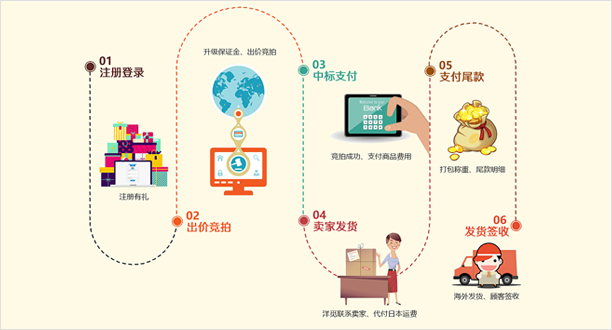 01
注册登录
注册有礼
02
出价竞拍
升级保证金、出价竞拍
03
中标支付
Bank
竞拍成功、支付商品费用
04
卖家发货
洋觅联系卖家、代付日本运费
05
支付尾款
打包称重、尾款明细
06
发货签收
海外发货、顾客签收